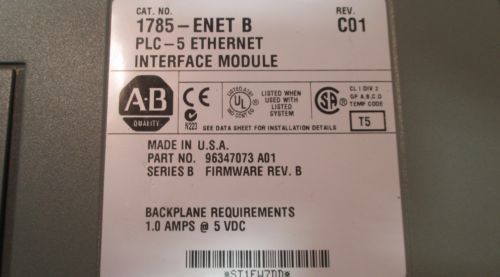 CAT. NO.
REV.
1785-ENET B
C01
PLC-5 ETHERNET
INTERFACE MODULE
A-B
QUALITY
CE
N223
UL
LISTED WHEN
USED WITH
LISTED
SYSTEM
CL I DIV 2
GP A,B,C,D
TEMP CODE
T5
SEE DATA SHEET FOR INSTALLATION DETAILS
MADE IN U.S.A.
PART NO. 96347073 A01
SERIES B FIRMWARE REV. B
BACKPLANE REQUIREMENTS
1.0 AMPS @ 5 VDC